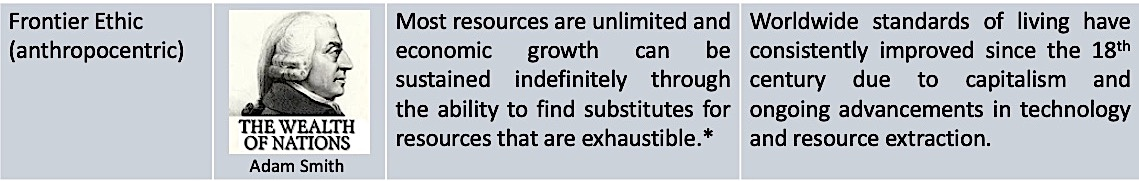 Frontier Ethic
(anthropocentric)
THE WEALTH
OF NATIONS
Adam Smith
Most resources are unlimited and
economic growth can be
sustained indefinitely through
the ability to find substitutes for
resources that are exhaustible.*
Worldwide standards of living have
consistently improved since the 18th
century due to capitalism and
ongoing advancements in technology
and resource extraction.